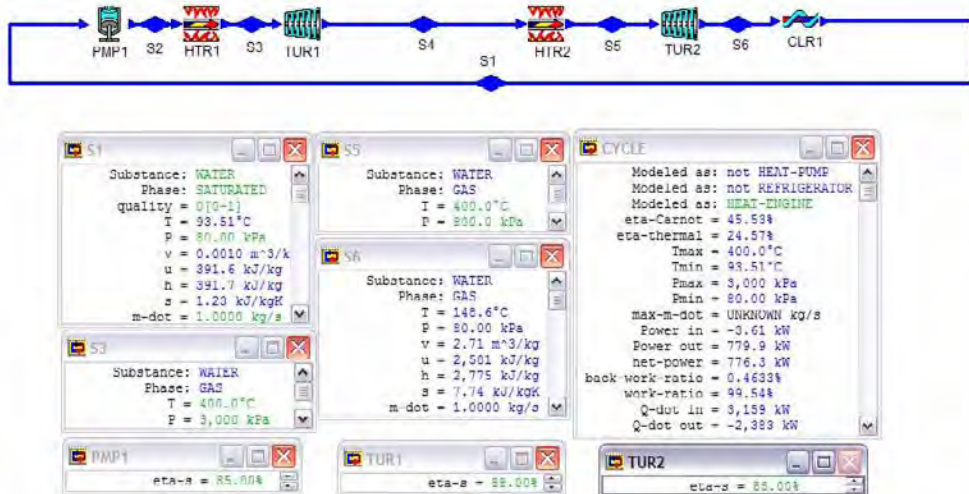 PMP1 S2 HTR1 S3 TUR1 S4 HTR2 S5 TUR2 S6 CLR1
S1
S1
Substance: WATER
Phase: SATURATED
quality = 0[0-1]
T = 93.51°C
P = 80.00 kPa
v = 0.0010 m^3/k
u = 391.6 kJ/kg
h = 391.7 kJ/kg
s = 1.23 kJ/kgK
m-dot = 1.0000 kg/s
S3
Substance: WATER
Phase: GAS
T = 400.0°C
P = 3,000 kPa
PMP1
eta-s = 85.00%
S5
Substance: WATER
Phase: GAS
T = 400.0°C
P = 800.0 kPa
S6
Substance: WATER
Phase: GAS
T = 148.6°C
P = 80.00 kPa
v = 2.71 m^3/kg
u = 2,581 kJ/kg
h = 2,775 kJ/kg
s = 7.74 kJ/kgK
m-dot = 1.0000 kg/s
TUR1
eta-s = 88.00%
CYCLE
Modeled as: not HEAT-PUMP
Modeled as: not REFRIGERATOR
Modeled as: HEAT-ENGINE
eta-Carnot = 45.53%
eta-thermal = 24.57%
Tmax = 400.0°C
Tmin = 93.51°C
Pmax = 3,000 kPa
Pmin = 80.00 kPa
max-m-dot = UNKNOWN kg/s
Power in = -3.61 kW
Power out = 779.9 kW
net-power = 776.3 kW
back-work-ratio = 0.4633%
work-ratio = 99.54%
Q-dot in = 3,159 kW
Q-dot out = -2,383 kW
TUR2
eta-s = 88.00%